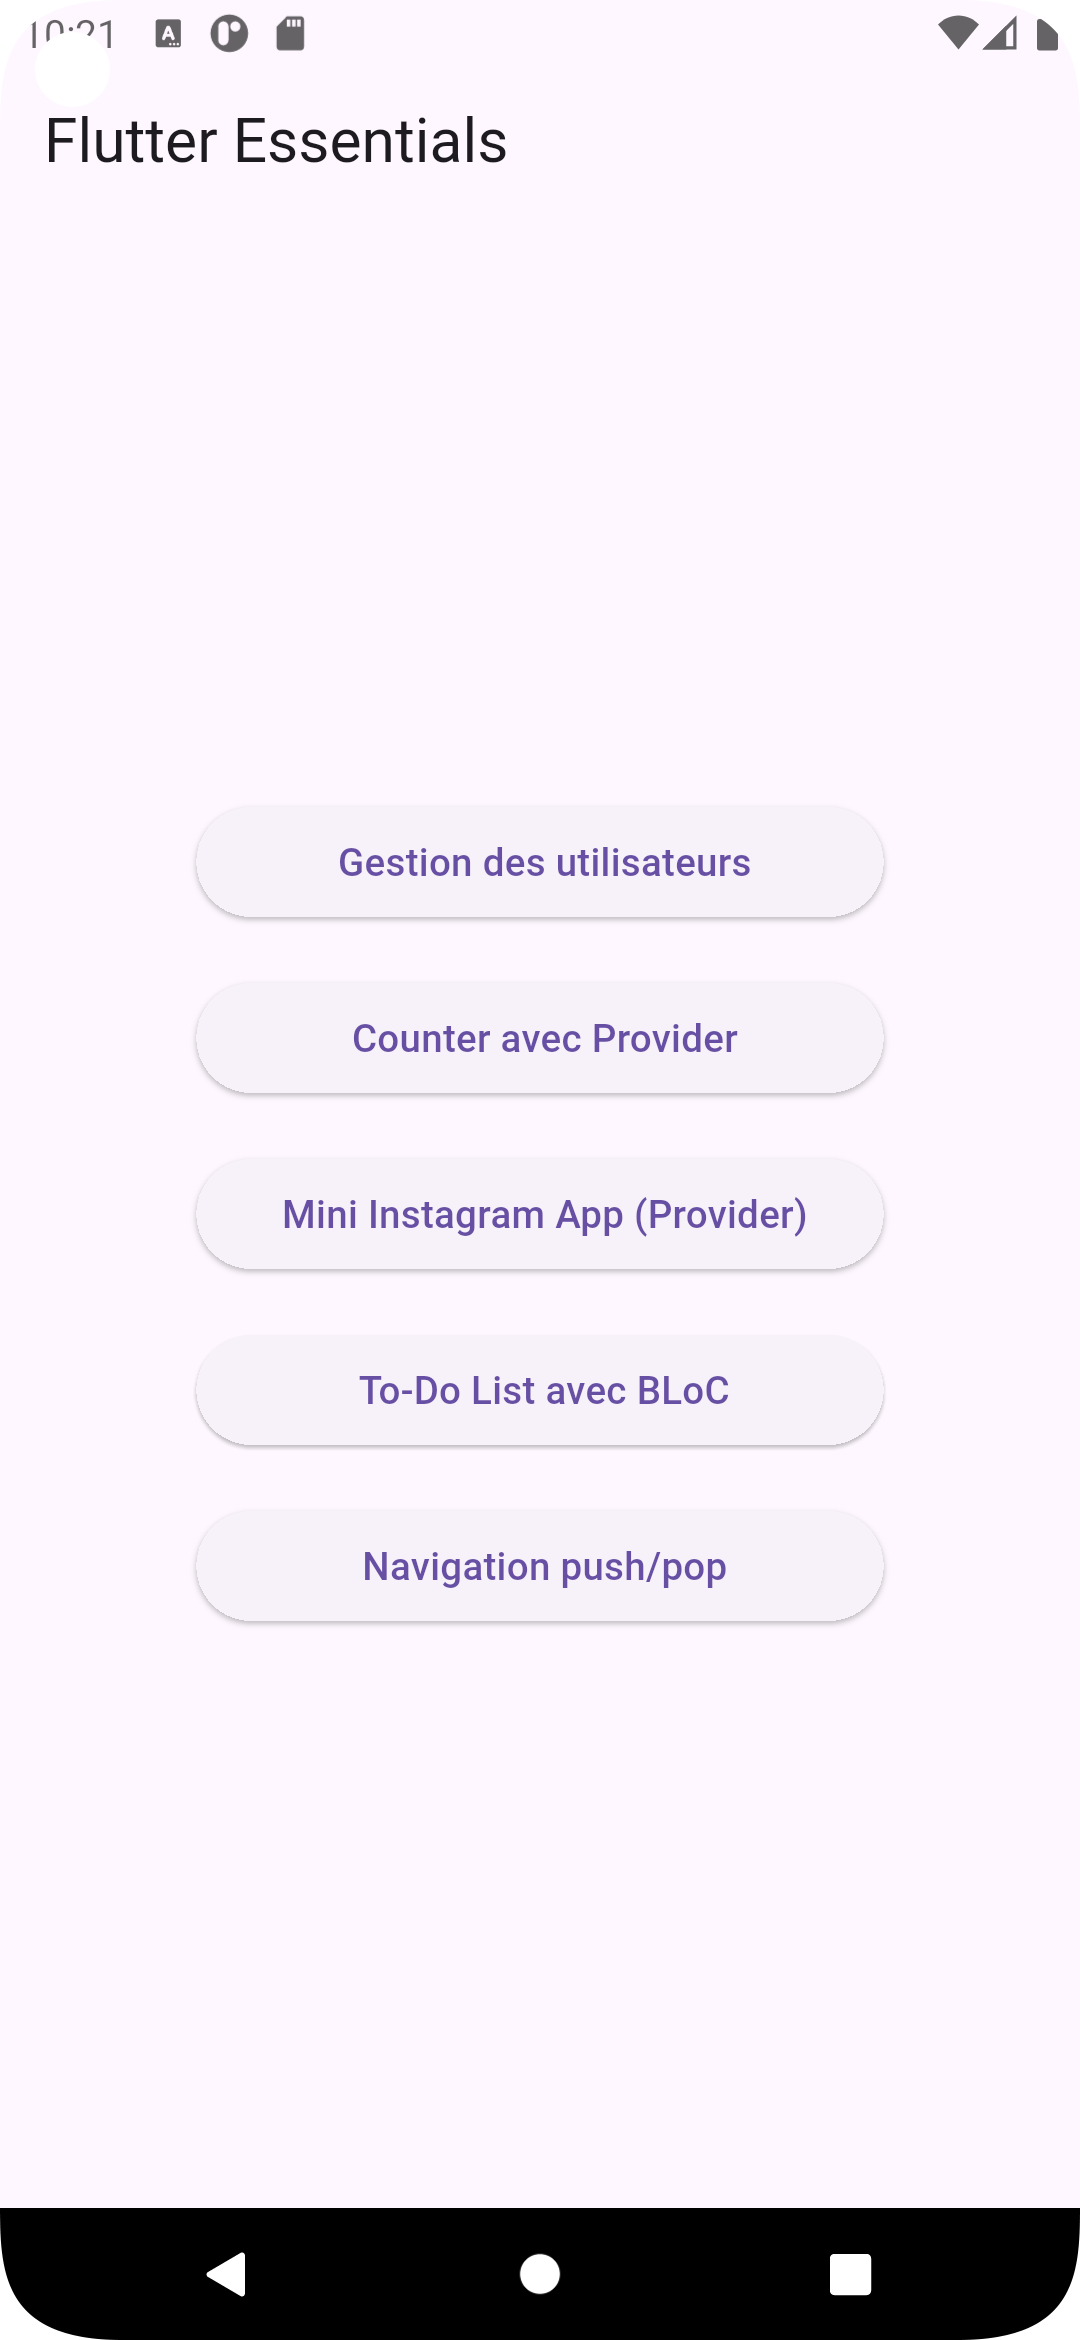 10:21
Flutter Essentials
Gestion des utilisateurs
Counter avec Provider
Mini Instagram App (Provider)
To-Do List avec BLoC
Navigation push/pop